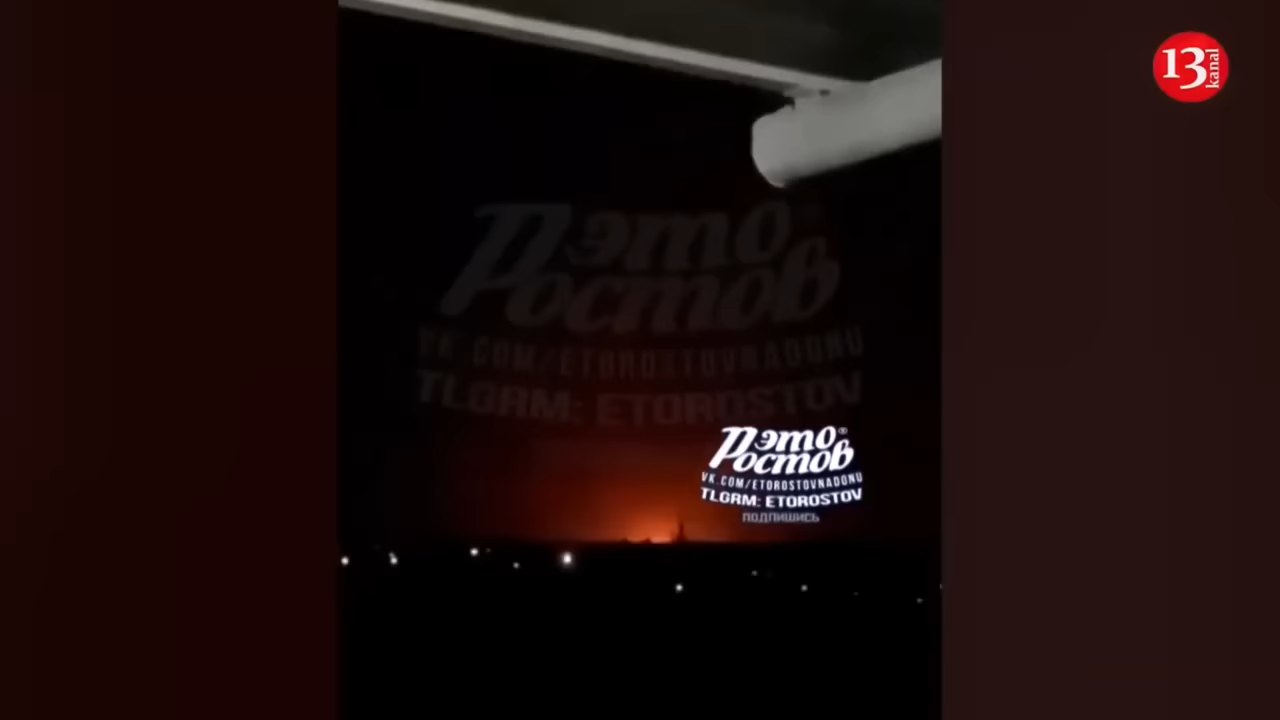 13 kanal
Это
Ростов
VK.COM/ETOROSTOVNADONU
TLGRM: ETOROSTOV
Это®
Ростов
VK.COM/ETOROSTOVNADONU
TLGRM: ETOROSTOV
ПОДПИШИСЬ